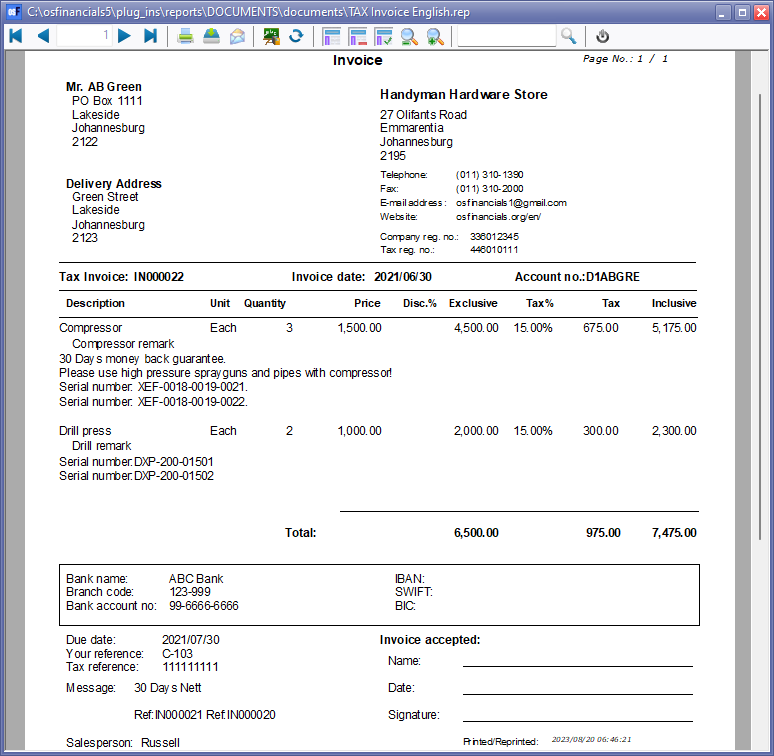 C:\osfinancials5\plug_ins\reports\DOCUMENTS\documents\TAX Invoice English.rep
1
Invoice
Page No.: 1 / 1
Mr. AB Green
PO Box 1111
Lakeside
Johannesburg
2122
Handyman Hardware Store
27 Olifants Road
Emmarentia
Johannesburg
2195
Delivery Address
Green Street
Lakeside
Johannesburg
2123
Telephone: (011) 310-1390
Fax: (011) 310-2000
E-mail address: osfinancials1@gmail.com
Website: osfinancials.org/en/
Company reg. no.: 336012345
Tax reg. no.: 446010111
Tax Invoice: IN000022 Invoice date: 2021/06/30 Account no.:D1ABGRE
Description Unit Quantity Price Disc.% Exclusive Tax% Tax Inclusive
Compressor Each 3 1,500.00 4,500.00 15.00% 675.00 5,175.00
Compressor remark
30 Days money back guarantee.
Please use high pressure sprayguns and pipes with compressor!
Serial number: XEF-0018-0019-0021.
Serial number: XEF-0018-0019-0022.
Drill press Each 2 1,000.00 2,000.00 15.00% 300.00 2,300.00
Drill remark
Serial number:DXP-200-01501
Serial number:DXP-200-01502
Total: 6,500.00 975.00 7,475.00
Bank name: ABC Bank IBAN:
Branch code: 123-999 SWIFT:
Bank account no: 99-6666-6666 BIC:
Due date: 2021/07/30
Your reference: C-103
Tax reference: 111111111
Message: 30 Days Nett
Ref:IN000021 Ref:IN000020
Salesperson: Russell
Invoice accepted:
Name:
Date:
Signature:
Printed/Reprinted: 2023/08/20 06:46:21